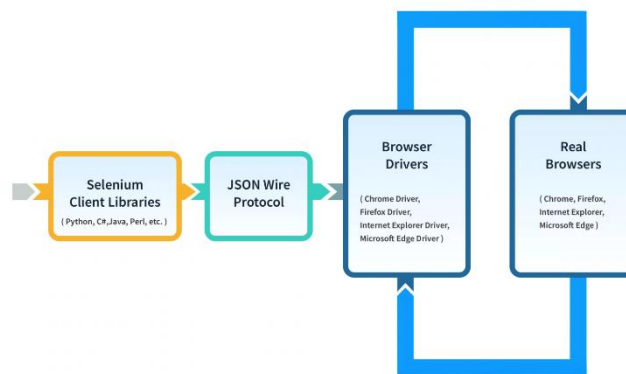 Selenium
Client Libraries
( Python, C#,Java, Perl, etc. )
JSON Wire
Protocol
Browser
Drivers
( Chrome Driver,
Firefox Driver,
Internet Explorer Driver,
Microsoft Edge Driver )
Real
Browsers
( Chrome, Firefox,
Internet Explorer,
Microsoft Edge )